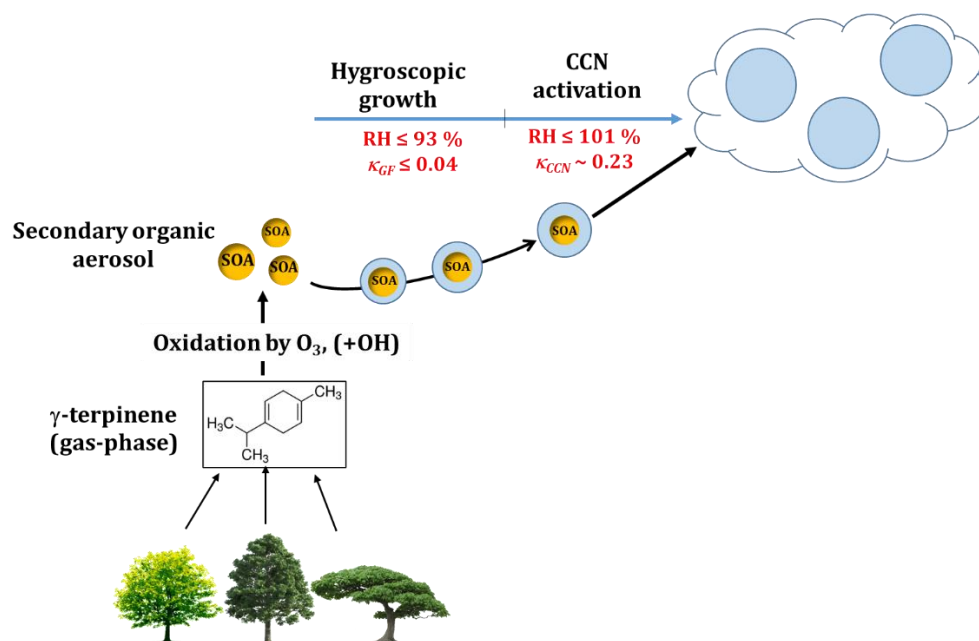 Hygroscopic
growth
CCN
activation
RH ≤ 93 %
κGF ≤ 0.04
RH ≤ 101 %
κCCN ~ 0.23
Secondary organic
aerosol
SOA
SOA
SOA
SOA
SOA
SOA
Oxidation by O3, (+OH)
γ-terpinene
(gas-phase)
CH3
H3C
CH3